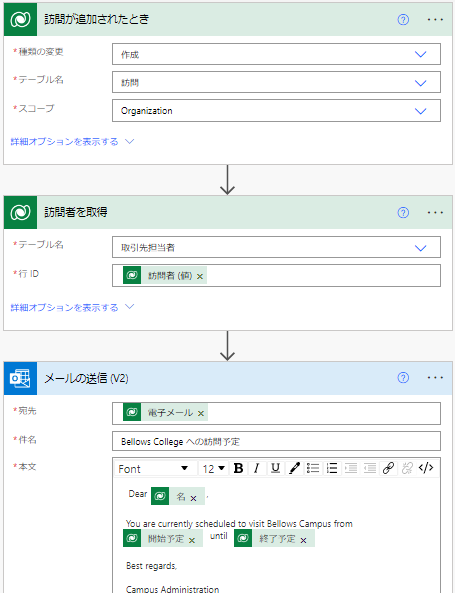 訪問が追加されたとき
*種類の変更 作成
*テーブル名 訪問
*スコープ Organization
詳細オプションを表示する
訪問者を取得
*テーブル名 取引先担当者
*行 ID 訪問者 (値) ×
詳細オプションを表示する
メールの送信 (V2)
*宛先 電子メール ×
*件名 Bellows College への訪問予定
*本文 Font 12 B I U
Dear 名 × ,
You are currently scheduled to visit Bellows Campus from
開始予定 × until 終了予定 ×
Best regards,
Campus Administration